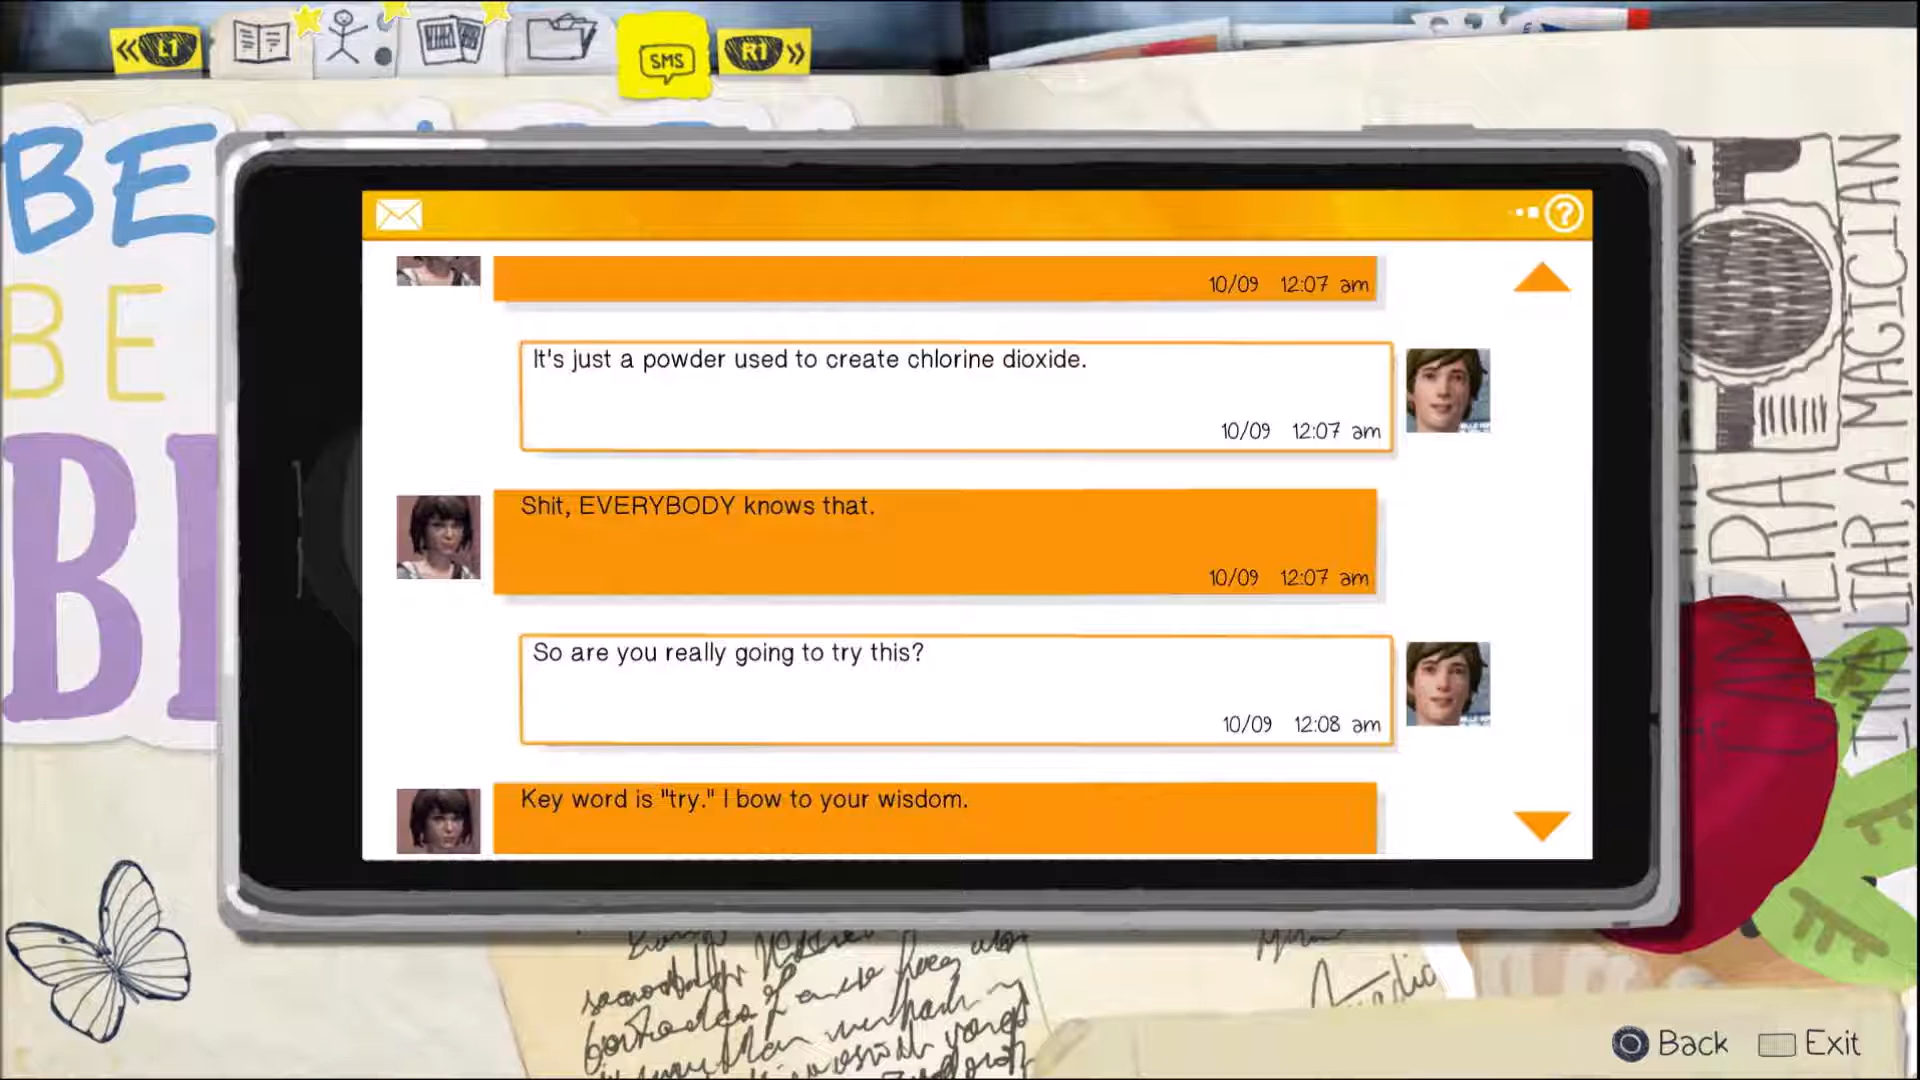 L1
SMS
R1
BE
BE
10/09 12:07 am
It's just a powder used to create chlorine dioxide.
10/09 12:07 am
Shit, EVERYBODY knows that.
10/09 12:07 am
So are you really going to try this?
10/09 12:08 am
Key word is "try." I bow to your wisdom.
I'M A LIAR, A MAGICIAN
Back
Exit